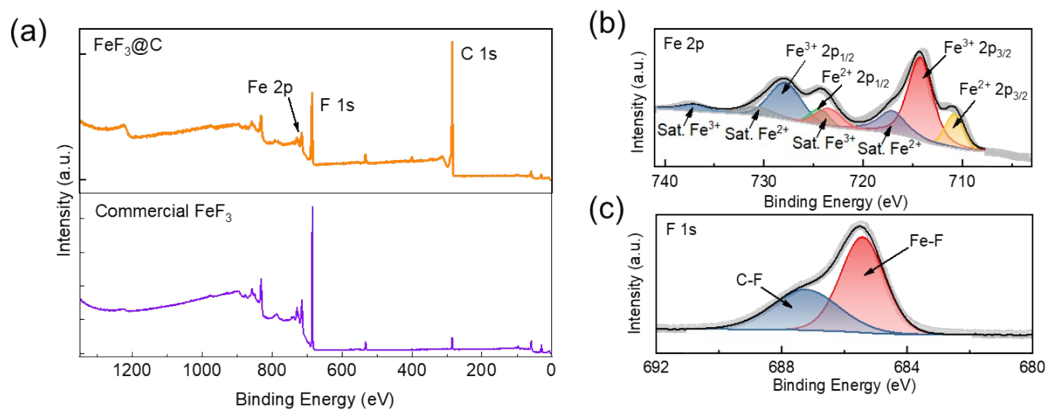 (a)
FeF₃@C
C 1s
Fe 2p
F 1s
Commercial FeF₃
Intensity (a.u.)
1200 1000 800 600 400 200 0
Binding Energy (eV)
(b)
Fe 2p
Fe³⁺ 2p₁/₂
Fe²⁺ 2p₁/₂
Fe³⁺ 2p₃/₂
Fe²⁺ 2p₃/₂
Sat. Fe³⁺
Sat. Fe²⁺
Sat. Fe³⁺
Sat. Fe²⁺
Intensity (a.u.)
740 730 720 710
Binding Energy (eV)
(c)
F 1s
Fe-F
C-F
Intensity (a.u.)
692 688 684 680
Binding Energy (eV)